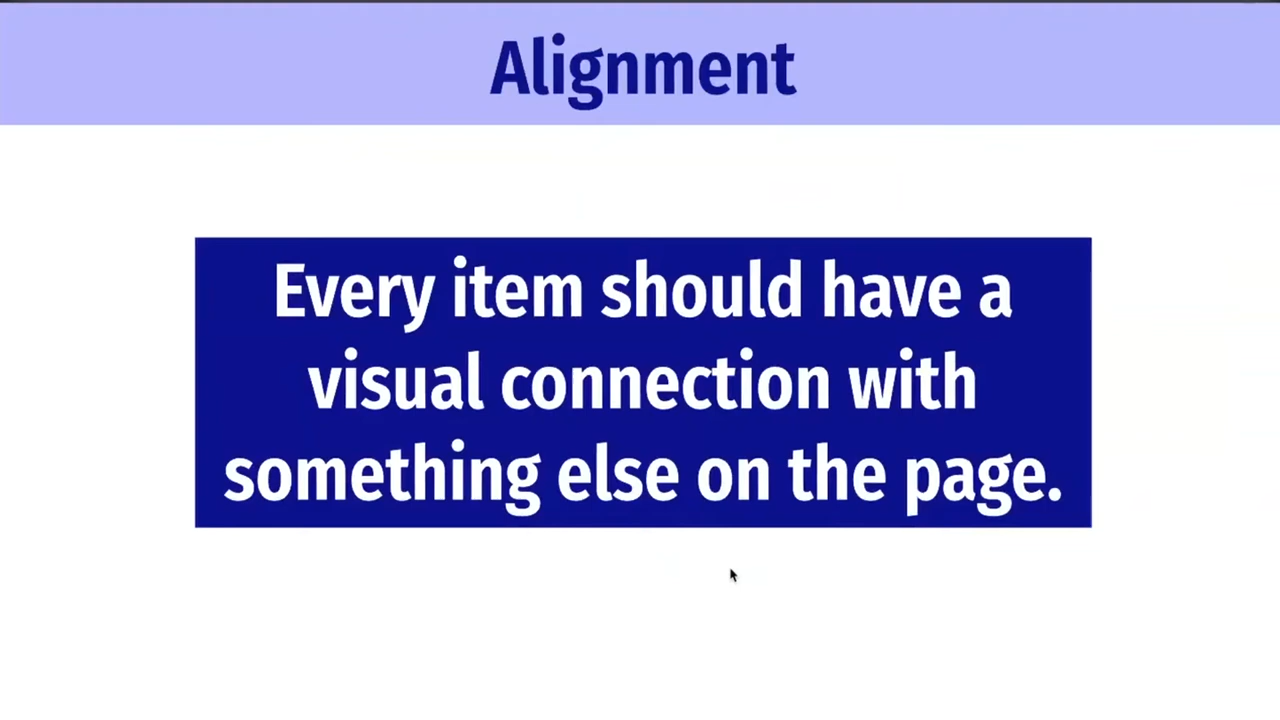 Alignment
Every item should have a
visual connection with
something else on the page.